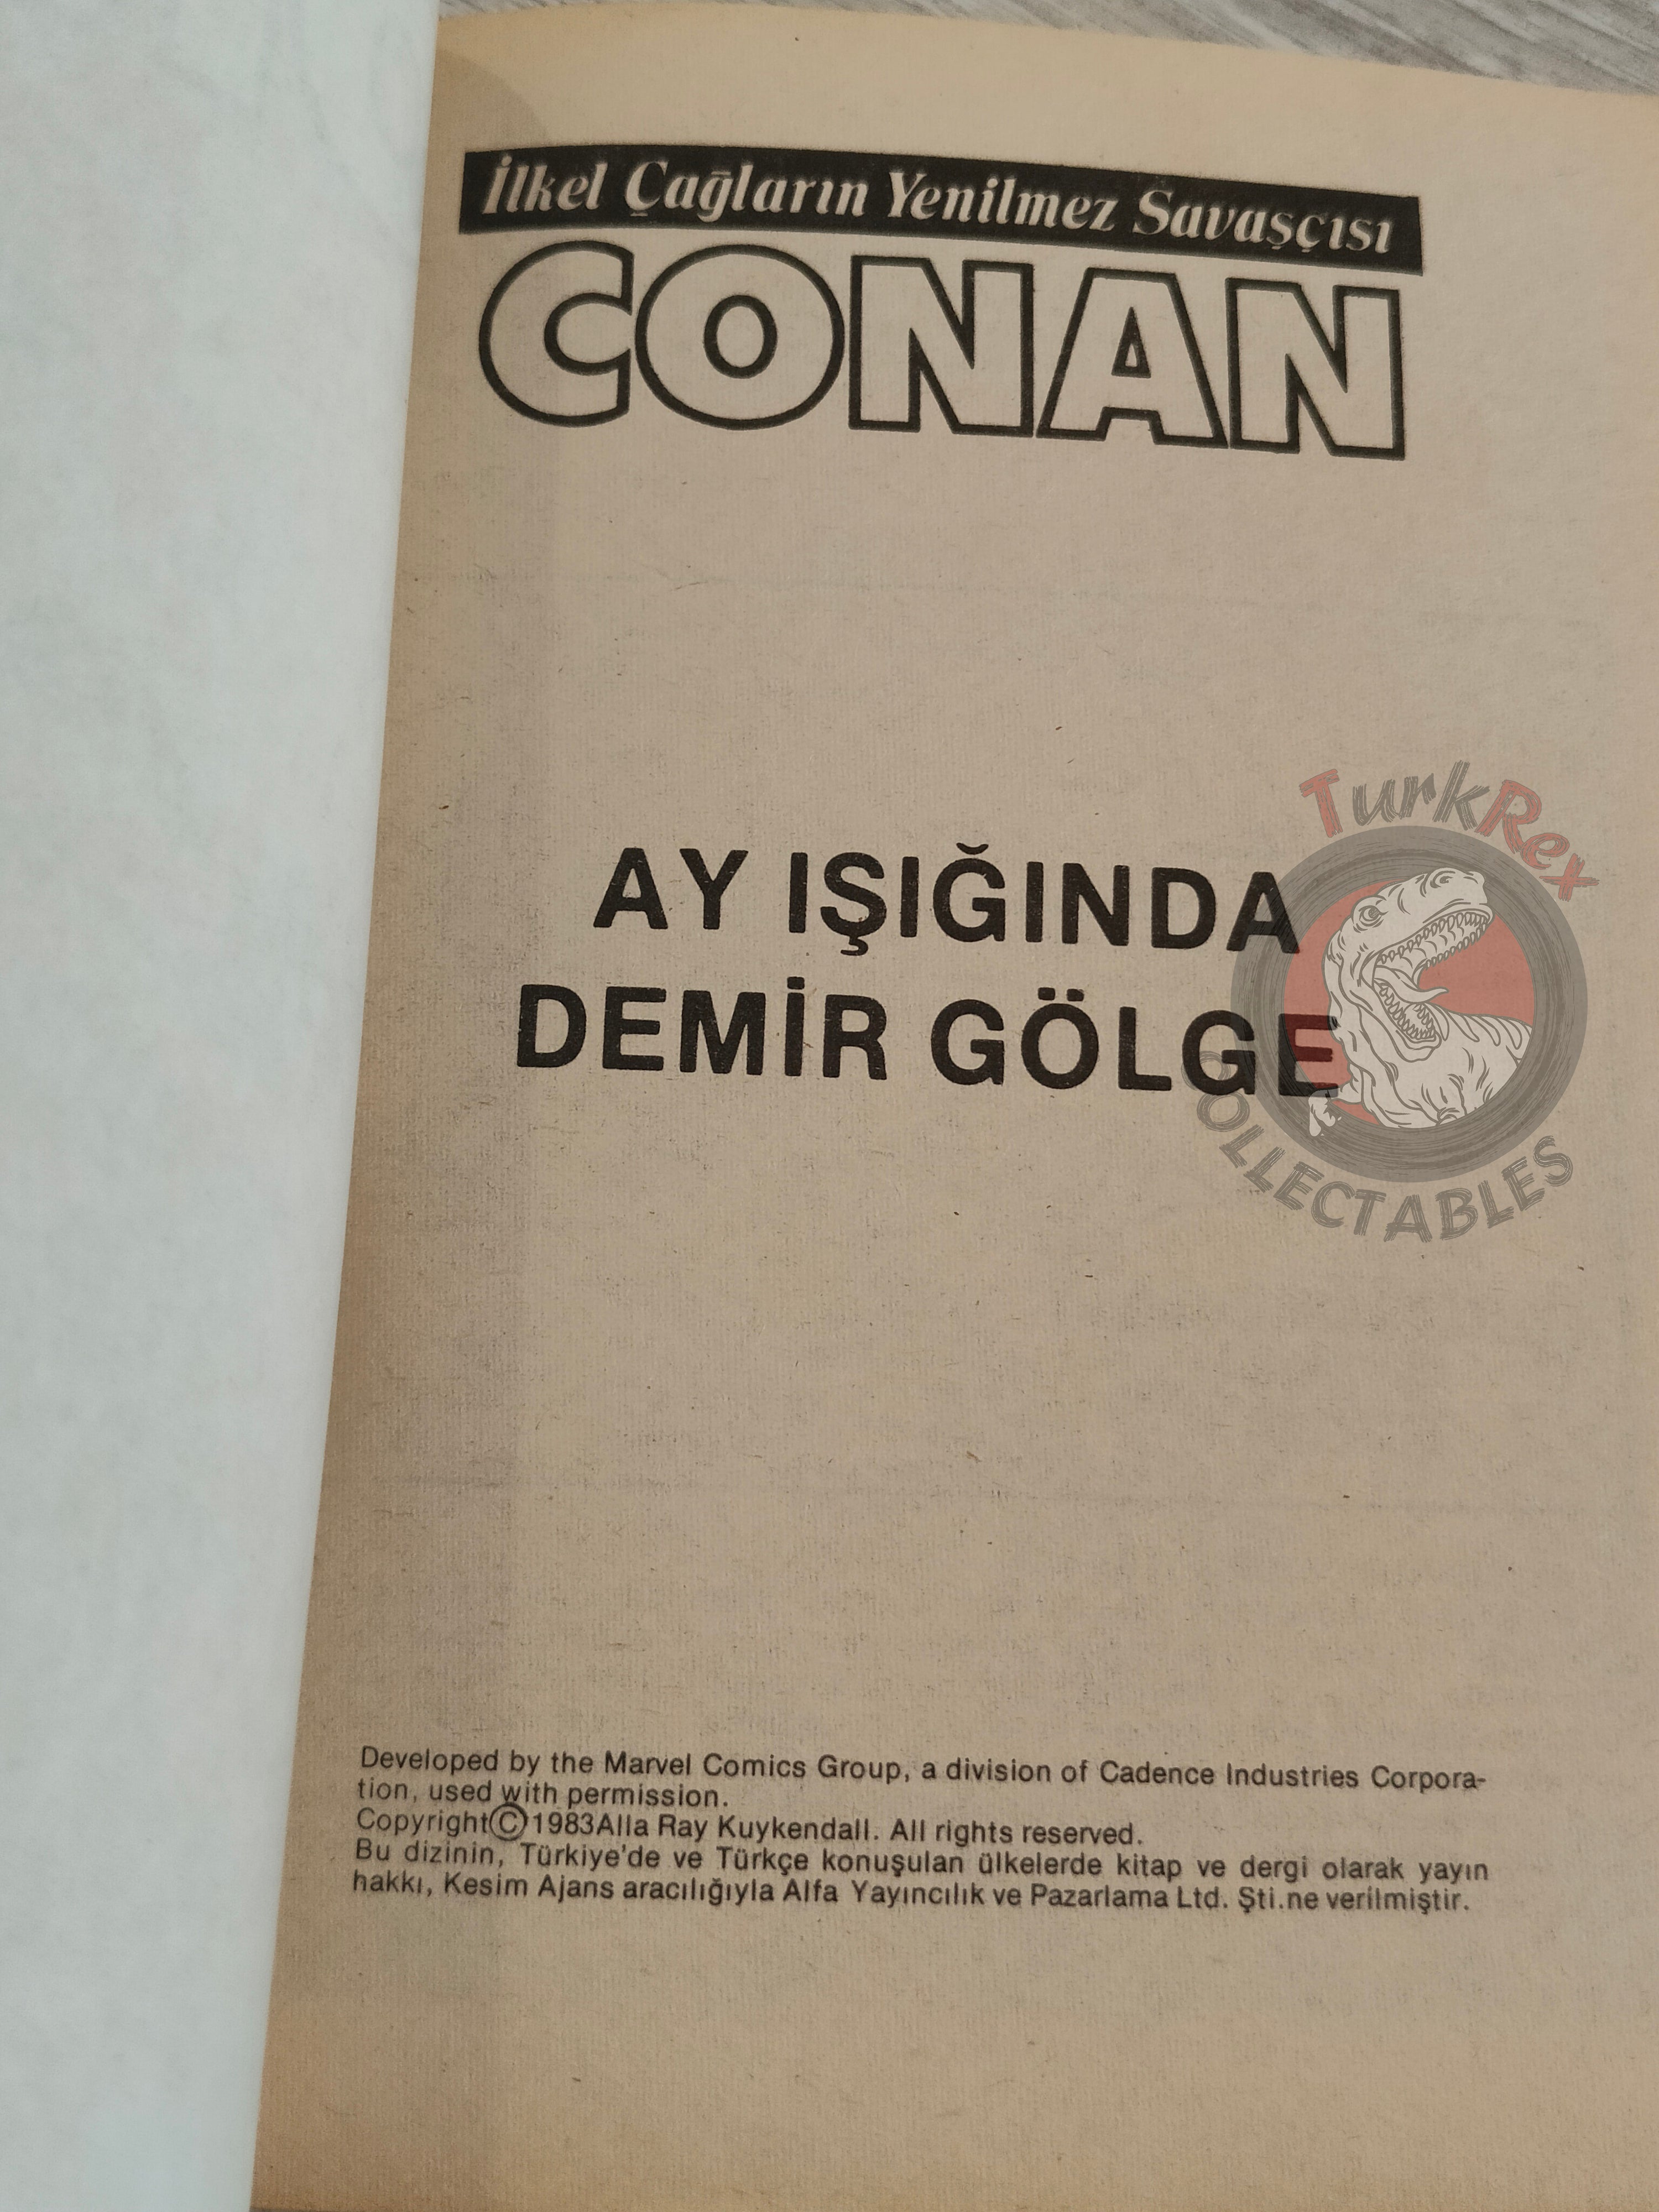 İlkel Çağların Yenilmez Savaşçısı
CONAN
AY IŞIĞINDA
DEMİR GÖLGE
TurkRex
COLLECTABLES
Developed by the Marvel Comics Group, a division of Cadence Industries Corpora-
tion, used with permission.
Copyright©1983Alla Ray Kuykendall. All rights reserved.
Bu dizinin, Türkiye'de ve Türkçe konuşulan ülkelerde kitap ve dergi olarak yayın
hakkı, Kesim Ajans aracılığıyla Alfa Yayıncılık ve Pazarlama Ltd. Şti.ne verilmiştir.